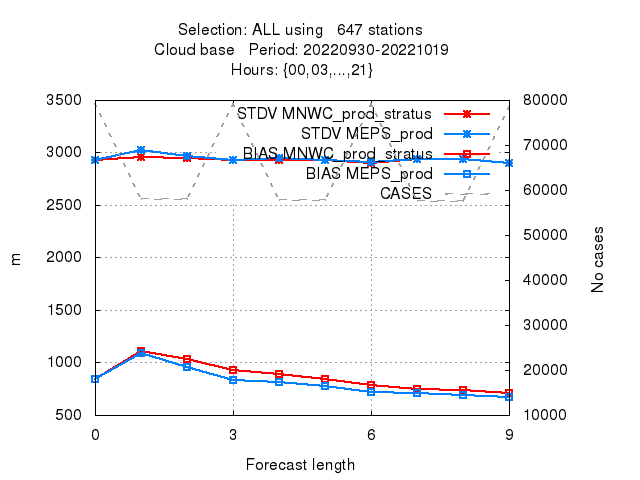 Selection: ALL using   647 stations
Cloud base   Period: 20220930-20221019
Hours: {00,03,...,21}
3500
3000
2500
2000
1500
1000
500
m
80000
70000
60000
50000
40000
30000
20000
10000
No cases
STDV MNWC_prod_stratus
STDV MEPS_prod
BIAS MNWC_prod_stratus
BIAS MEPS_prod
CASES
0 3 6 9
Forecast length